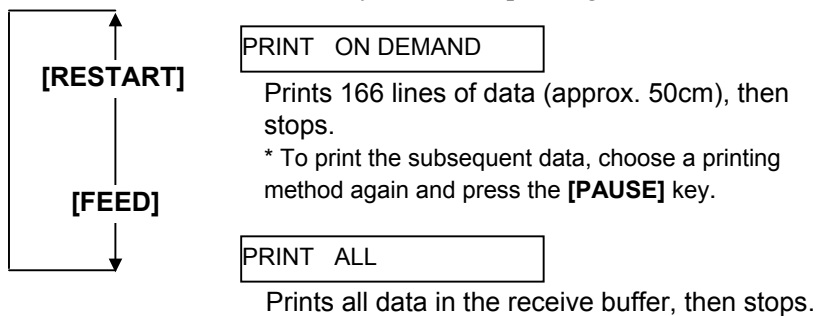 PRINT ON DEMAND
[RESTART]
Prints 166 lines of data (approx. 50cm), then
stops.
* To print the subsequent data, choose a printing
method again and press the [PAUSE] key.
[FEED]
PRINT ALL
Prints all data in the receive buffer, then stops.